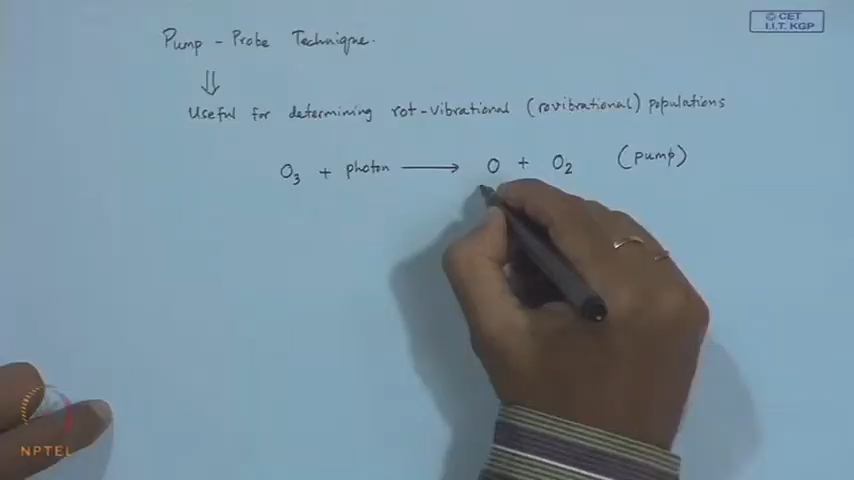 © CET
I.I.T. KGP
Pump - Probe Technique.
⇓
Useful for determining rot-vibrational (rovibrational) populations
O₃ + photon ⟶ O + O₂ (pump)
NPTEL